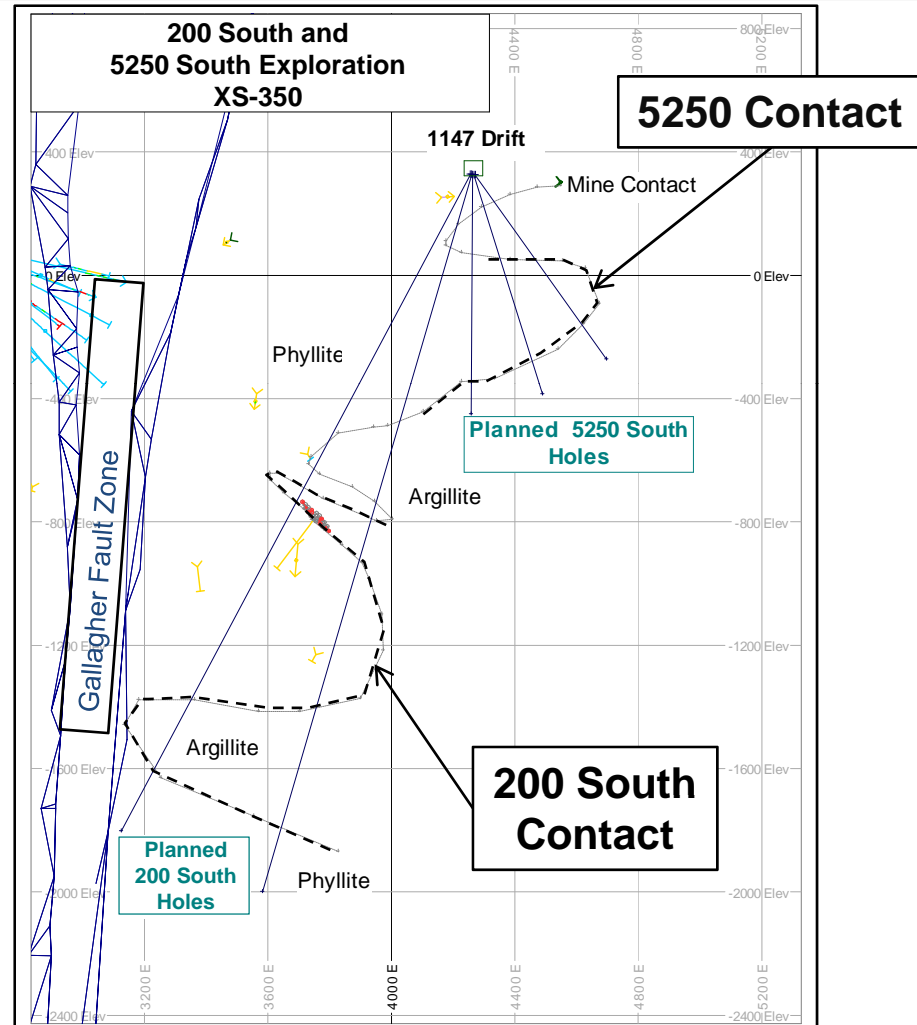 200 South and
5250 South Exploration
XS-350
4400 E
4800 E
5200 E
800 Elev
5250 Contact
1147 Drift
400 Elev
400 Elev
Mine Contact
0 Elev
0 Elev
Phyllite
-400 Elev
-400 Elev
Planned 5250 South
Holes
Argillite
-800 Elev
-800 Elev
Gallagher Fault Zone
-1200 Elev
-1200 Elev
Argillite
-1600 Elev
-1600 Elev
200 South
Contact
Planned
200 South
Holes
Phyllite
-2000 Elev
-2000 Elev
3200 E
3600 E
4000 E
4400 E
4800 E
5200 E
-2400 Elev
-2400 Elev